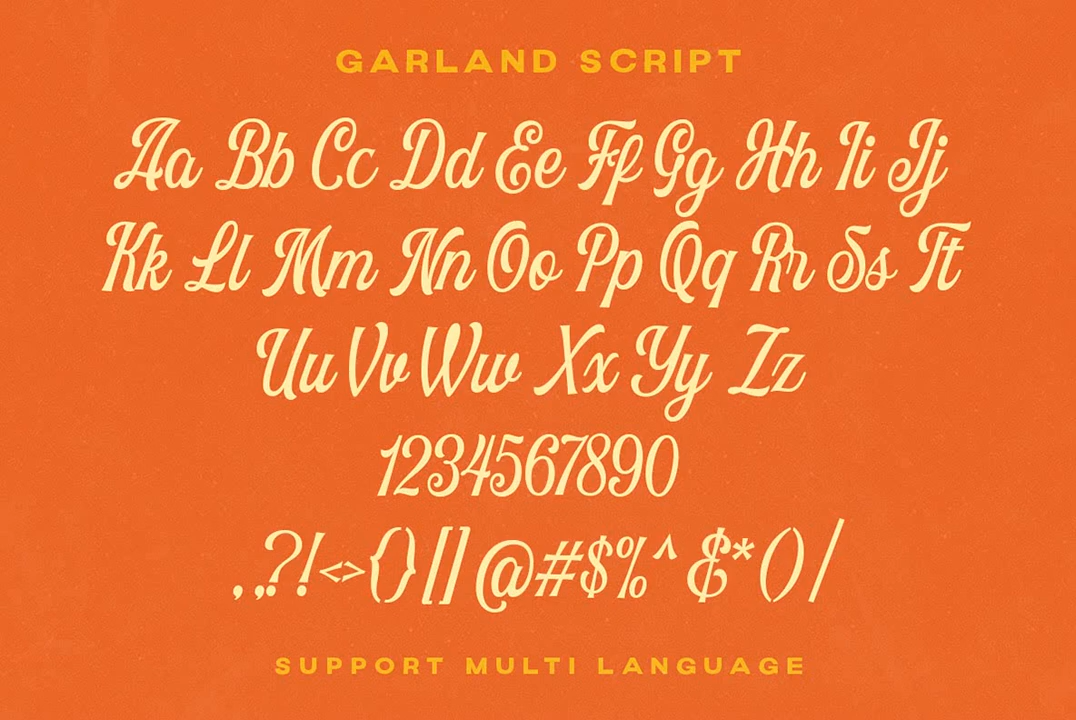 GARLAND SCRIPT
Aa Bb Cc Dd Ee Ff Gg Hh Ii Jj
Kk Ll Mm Nn Oo Pp Qq Rr Ss Tt
Uu Vv Ww Xx Yy Zz
1234567890
,.,?!<>{}[]@#$%^&*()/
SUPPORT MULTI LANGUAGE